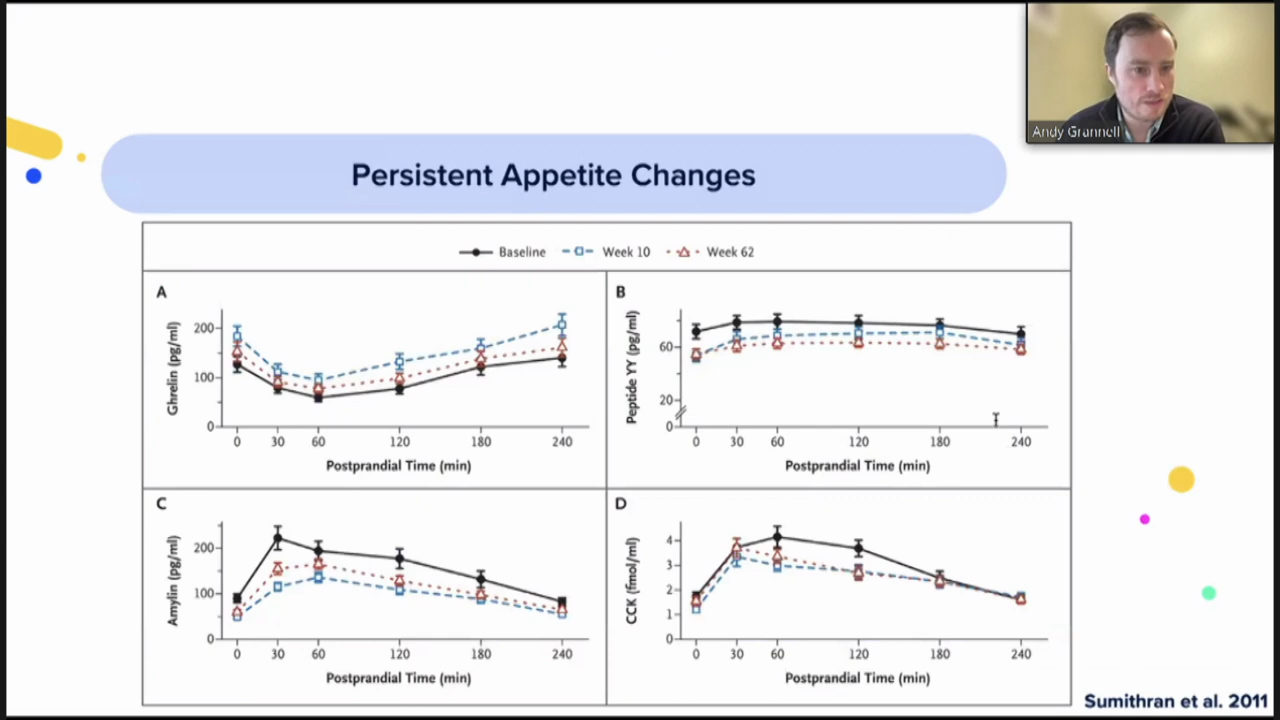 Andy Grannell
Persistent Appetite Changes
Baseline Week 10 Week 62
A
Ghrelin (pg/ml)
200
100
0
0 30 60 120 180 240
Postprandial Time (min)
B
Peptide YY (pg/ml)
60
20
0
0 30 60 120 180 240
Postprandial Time (min)
C
Amylin (pg/ml)
200
100
0
0 30 60 120 180 240
Postprandial Time (min)
D
CCK (fmol/ml)
4
3
2
1
0
0 30 60 120 180 240
Postprandial Time (min)
Sumithran et al. 2011